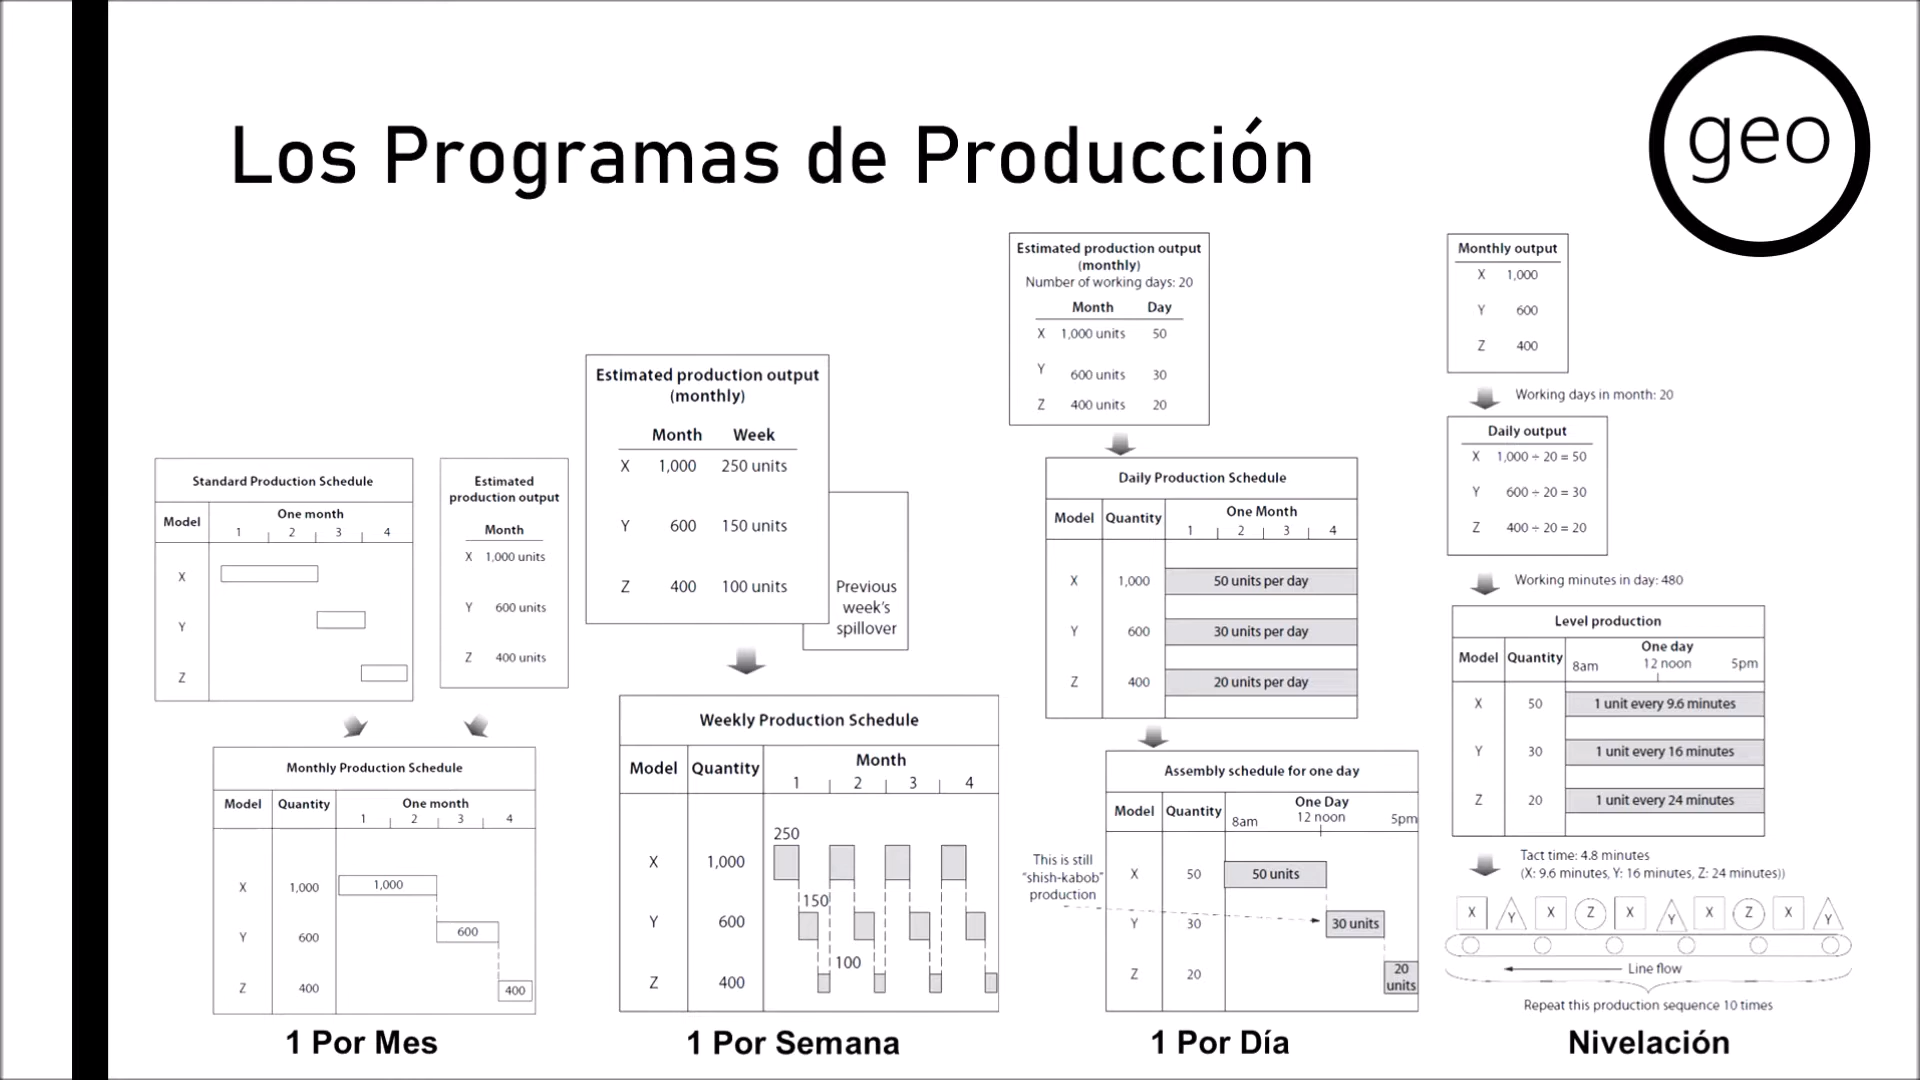 Los Programas de Producción
geo
Standard Production Schedule
Model
One month
1 2 3 4
X
Y
Z
Estimated
production output
Month
X 1,000 units
Y 600 units
Z 400 units
Monthly Production Schedule
Model Quantity One month
1 2 3 4
X 1,000 1,000
Y 600 600
Z 400 400
1 Por Mes
Estimated production output
(monthly)
Month Week
X 1,000 250 units
Y 600 150 units
Z 400 100 units
Previous
week's
spillover
Weekly Production Schedule
Model Quantity Month
1 2 3 4
250
X 1,000
150
Y 600
100
Z 400
1 Por Semana
Estimated production output
(monthly)
Number of working days: 20
Month Day
X 1,000 units 50
Y 600 units 30
Z 400 units 20
Daily Production Schedule
Model Quantity One Month
1 2 3 4
X 1,000 50 units per day
Y 600 30 units per day
Z 400 20 units per day
Assembly schedule for one day
Model Quantity One Day
8am 12 noon 5pm
This is still
"shish-kabob"
production
X 50 50 units
Y 30 30 units
Z 20 20
units
1 Por Día
Monthly output
X 1,000
Y 600
Z 400
Working days in month: 20
Daily output
X 1,000 ÷ 20 = 50
Y 600 ÷ 20 = 30
Z 400 ÷ 20 = 20
Working minutes in day: 480
Level production
Model Quantity One day
8am 12 noon 5pm
X 50 1 unit every 9.6 minutes
Y 30 1 unit every 16 minutes
Z 20 1 unit every 24 minutes
Tact time: 4.8 minutes
(X: 9.6 minutes, Y: 16 minutes, Z: 24 minutes))
X Y X Z X Y X Z X Y
Line flow
Repeat this production sequence 10 times
Nivelación